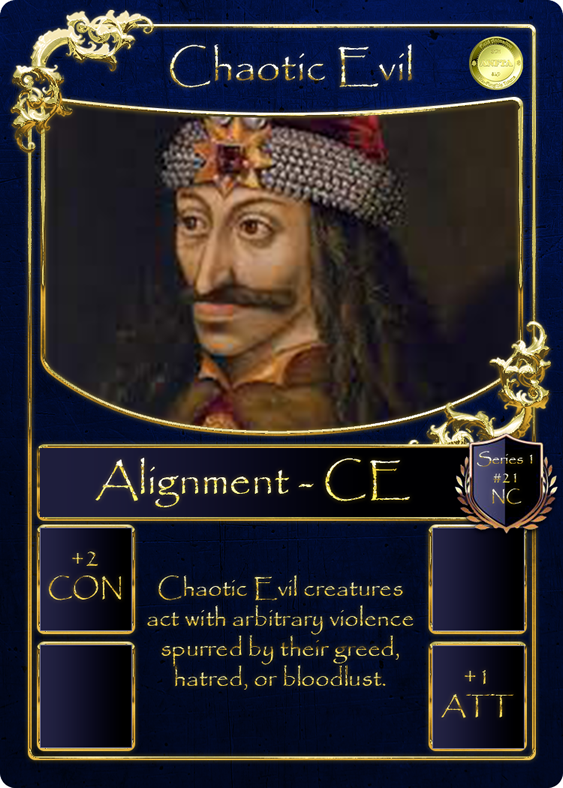 Chaotic Evil
Alignment - CE
Series 1
#21
NC
+2
CON
Chaotic Evil creatures
act with arbitrary violence
spurred by their greed,
hatred, or bloodlust.
+1
ATT